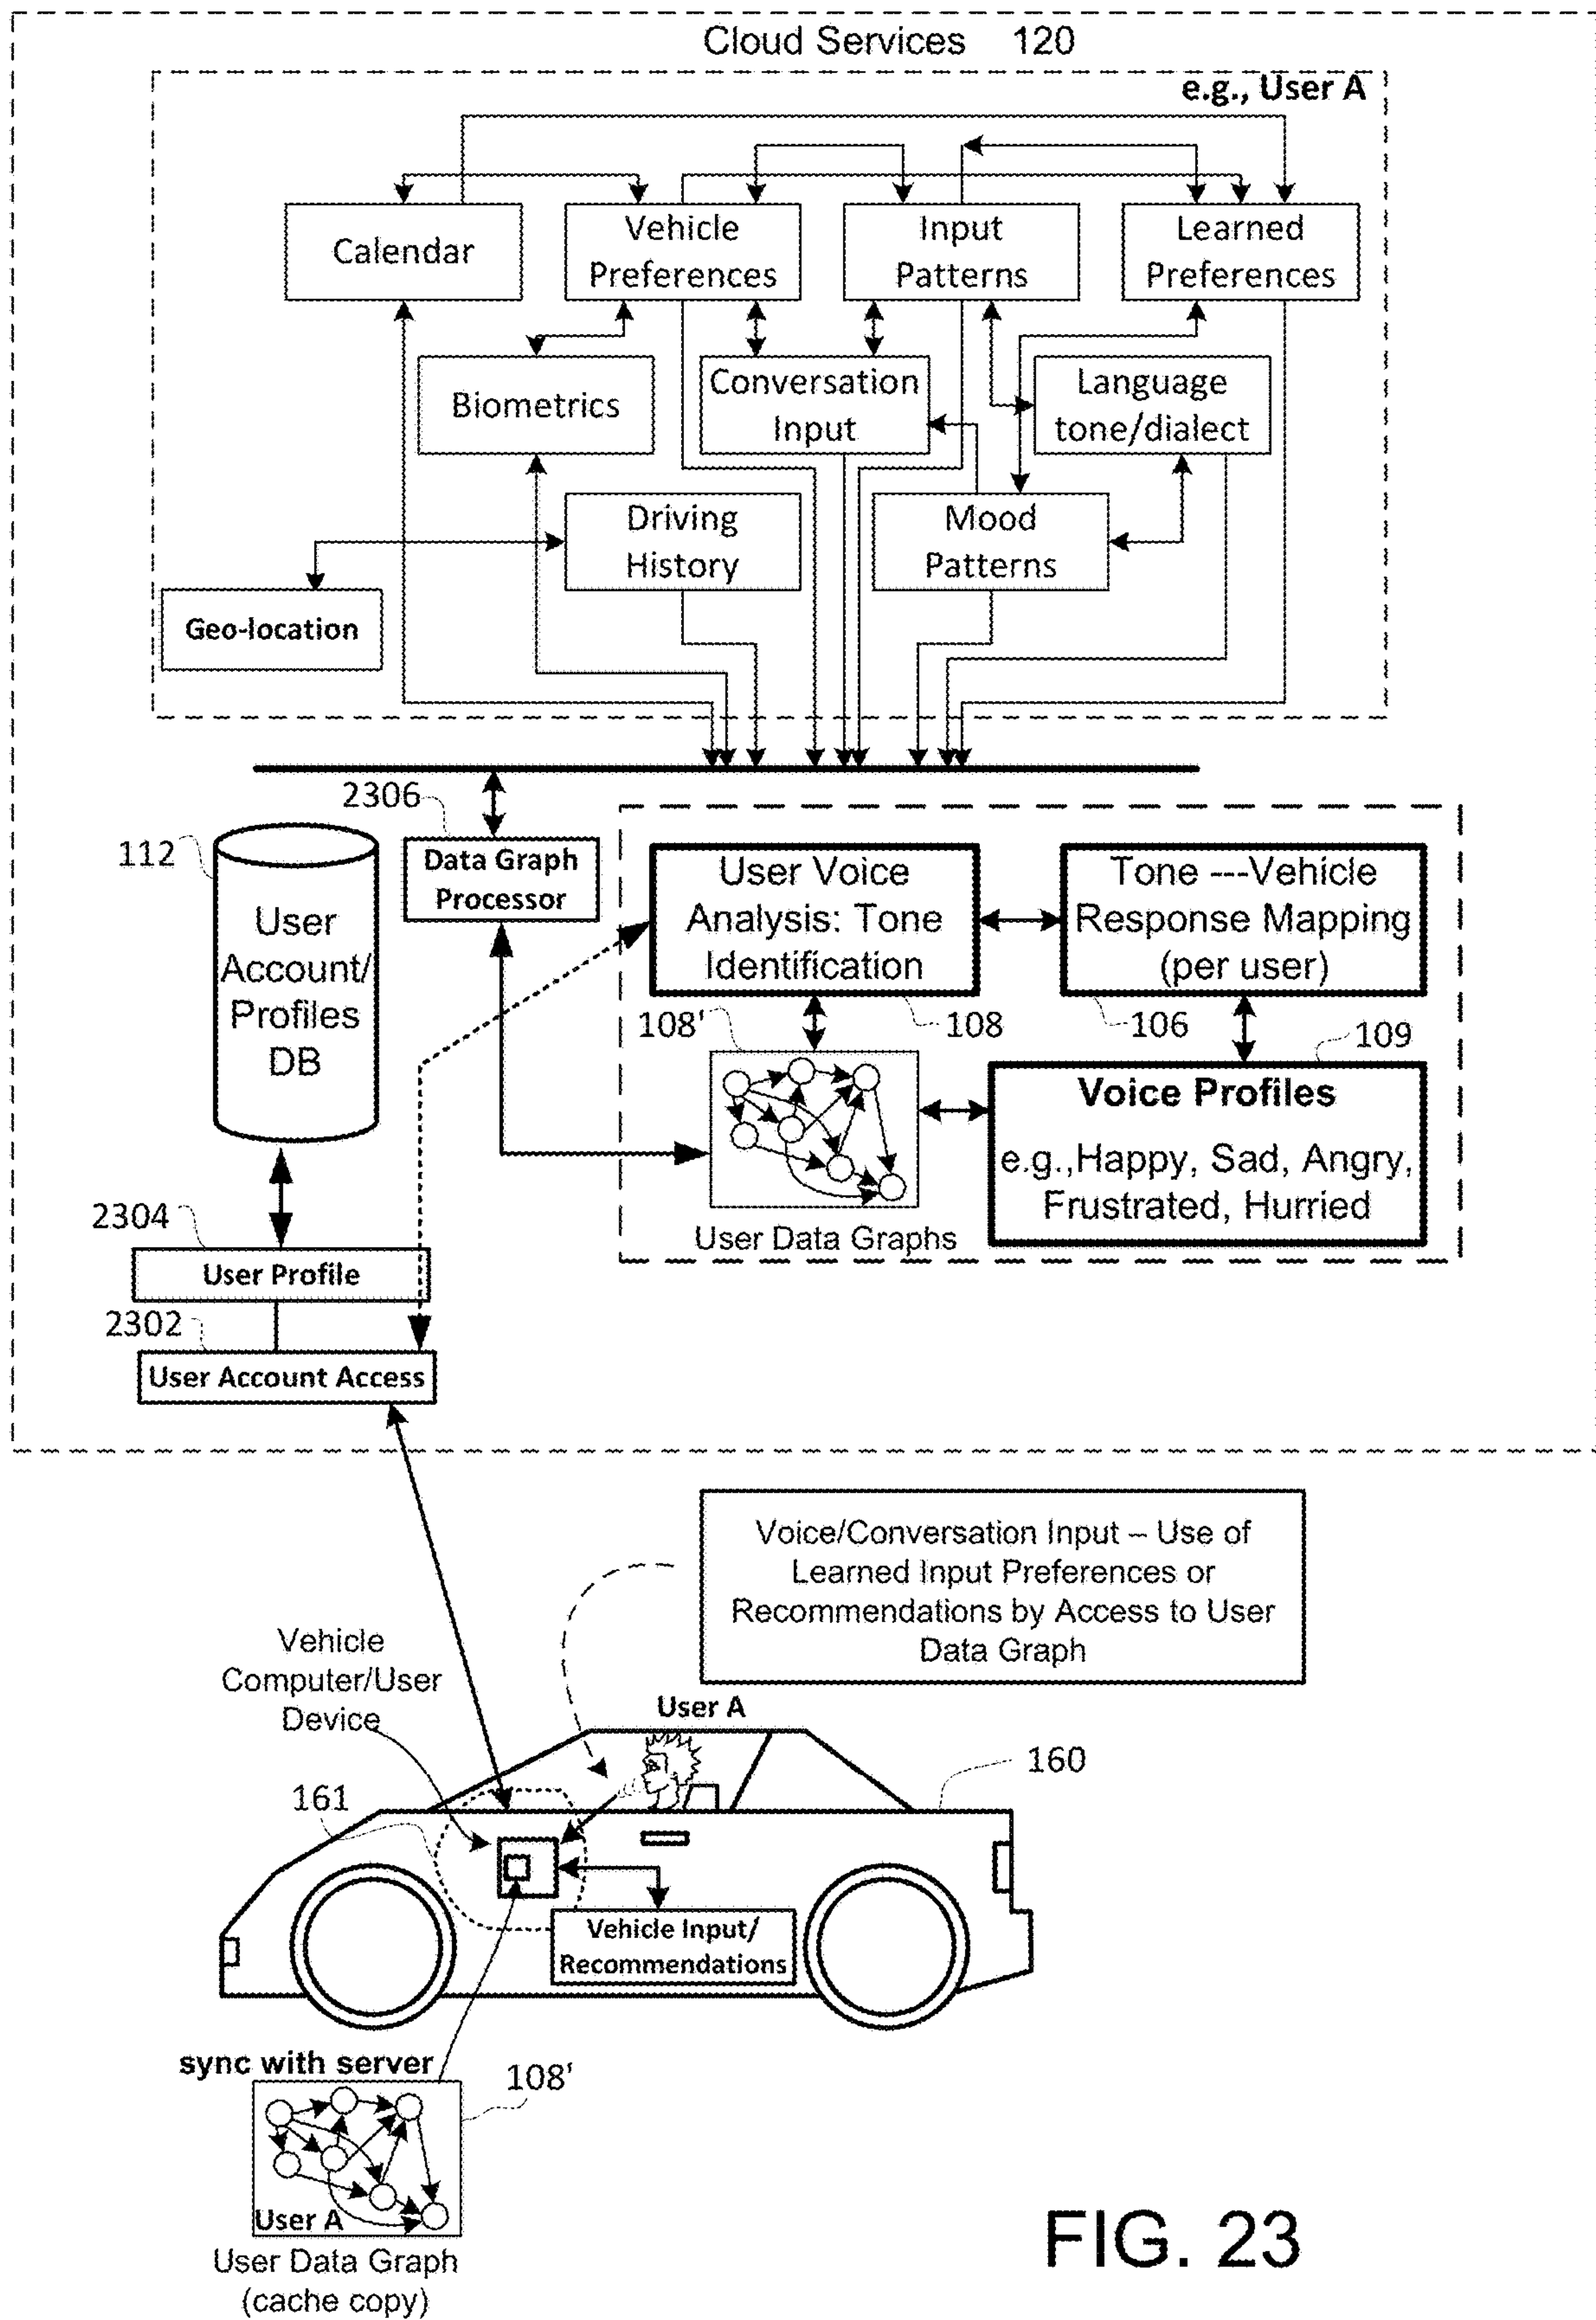 Cloud Services 120
e.g., User A
Calendar
Vehicle
Preferences
Input
Patterns
Learned
Preferences
Biometrics
Conversation
Input
Language
tone/dialect
Driving
History
Mood
Patterns
Geo-location
2306
112
User
Account/
Profiles
DB
Data Graph
Processor
User Voice
Analysis: Tone
Identification
Tone ---Vehicle
Response Mapping
(per user)
108'
108
106
109
Voice Profiles
e.g.,Happy, Sad, Angry,
Frustrated, Hurried
User Data Graphs
2304
User Profile
2302
User Account Access
Voice/Conversation Input – Use of
Learned Input Preferences or
Recommendations by Access to User
Data Graph
Vehicle
Computer/User
Device
User A
160
161
Vehicle Input/
Recommendations
sync with server
108'
User A
User Data Graph
(cache copy)
FIG. 23